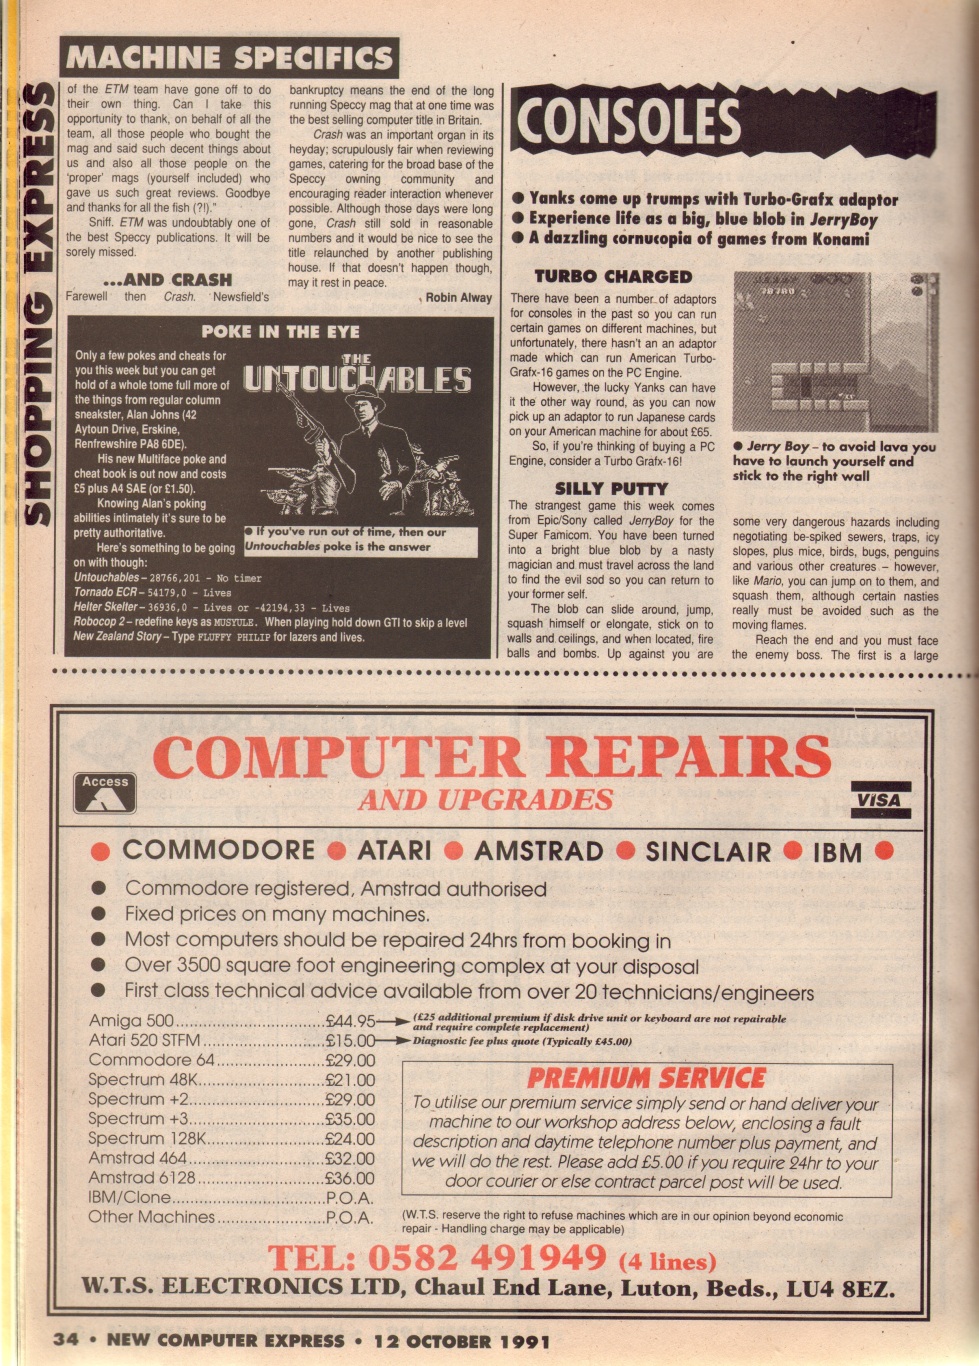 MACHINE SPECIFICS
SHOPPING EXPRESS
of the ETM team have gone off to do
their own thing. Can I take this
opportunity to thank, on behalf of all the
team, all those people who bought the
mag and said such decent things about
us and also all those people on the
'proper' mags (yourself included) who
gave us such great reviews. Goodbye
and thanks for all the fish (?!)."
Sniff. ETM was undoubtably one of
the best Speccy publications. It will be
sorely missed.
...AND CRASH
Farewell then Crash. Newsfield's
bankruptcy means the end of the long
running Speccy mag that at one time was
the best selling computer title in Britain.
Crash was an important organ in its
heyday; scrupulously fair when reviewing
games, catering for the broad base of the
Speccy owning community and
encouraging reader interaction whenever
possible. Although those days were long
gone, Crash still sold in reasonable
numbers and it would be nice to see the
title relaunched by another publishing
house. If that doesn't happen though,
may it rest in peace.
Robin Alway
POKE IN THE EYE
Only a few pokes and cheats for
you this week but you can get
hold of a whole tome full more of
the things from regular column
sneakster, Alan Johns (42
Aytoun Drive, Erskine,
Renfrewshire PA8 6DE).
His new Multiface poke and
cheat book is out now and costs
£5 plus A4 SAE (or £1.50).
Knowing Alan's poking
abilities intimately it's sure to be
pretty authoritative.
Here's something to be going
on with though:
THE
UNTOUCHABLES
● If you've run out of time, then our
Untouchables poke is the answer
Untouchables – 28766,201 - No timer
Tornado ECR – 54179,0 - Lives
Helter Skelter – 36936,0 - Lives or -42194,33 - Lives
Robocop 2 – redefine keys as MUSYULE. When playing hold down GTI to skip a level
New Zealand Story – Type FLUFFY PHILIP for lazers and lives.
CONSOLES
● Yanks come up trumps with Turbo-Grafx adaptor
● Experience life as a big, blue blob in JerryBoy
● A dazzling cornucopia of games from Konami
TURBO CHARGED
There have been a number of adaptors
for consoles in the past so you can run
certain games on different machines, but
unfortunately, there hasn't an an adaptor
made which can run American Turbo-
Grafx-16 games on the PC Engine.
However, the lucky Yanks can have
it the other way round, as you can now
pick up an adaptor to run Japanese cards
on your American machine for about £65.
So, if you're thinking of buying a PC
Engine, consider a Turbo Grafx-16!
SILLY PUTTY
The strangest game this week comes
from Epic/Sony called JerryBoy for the
Super Famicom. You have been turned
into a bright blue blob by a nasty
magician and must travel across the land
to find the evil sod so you can return to
your former self.
The blob can slide around, jump,
squash himself or elongate, stick on to
walls and ceilings, and when located, fire
balls and bombs. Up against you are
● Jerry Boy – to avoid lava you
have to launch yourself and
stick to the right wall
some very dangerous hazards including
negotiating be-spiked sewers, traps, icy
slopes, plus mice, birds, bugs, penguins
and various other creatures – however,
like Mario, you can jump on to them, and
squash them, although certain nasties
really must be avoided such as the
moving flames.
Reach the end and you must face
the enemy boss. The first is a large
COMPUTER REPAIRS
AND UPGRADES
Access
VISA
● COMMODORE ● ATARI ● AMSTRAD ● SINCLAIR ● IBM ●
● Commodore registered, Amstrad authorised
● Fixed prices on many machines.
● Most computers should be repaired 24hrs from booking in
● Over 3500 square foot engineering complex at your disposal
● First class technical advice available from over 20 technicians/engineers
Amiga 500..............................£44.95 (£25 additional premium if disk drive unit or keyboard are not repairable
and require complete replacement)
Atari 520 STFM.........................£15.00 Diagnostic fee plus quote (Typically £45.00)
Commodore 64......................£29.00
Spectrum 48K..........................£21.00
Spectrum +2............................£29.00
Spectrum +3............................£35.00
Spectrum 128K........................£24.00
Amstrad 464............................£32.00
Amstrad 6128..........................£36.00
IBM/Clone...............................P.O.A.
Other Machines......................P.O.A.
PREMIUM SERVICE
To utilise our premium service simply send or hand deliver your
machine to our workshop address below, enclosing a fault
description and daytime telephone number plus payment, and
we will do the rest. Please add £5.00 if you require 24hr to your
door courier or else contract parcel post will be used.
(W.T.S. reserve the right to refuse machines which are in our opinion beyond economic
repair - Handling charge may be applicable)
TEL: 0582 491949 (4 lines)
W.T.S. ELECTRONICS LTD, Chaul End Lane, Luton, Beds., LU4 8EZ.
34 • NEW COMPUTER EXPRESS • 12 OCTOBER 1991